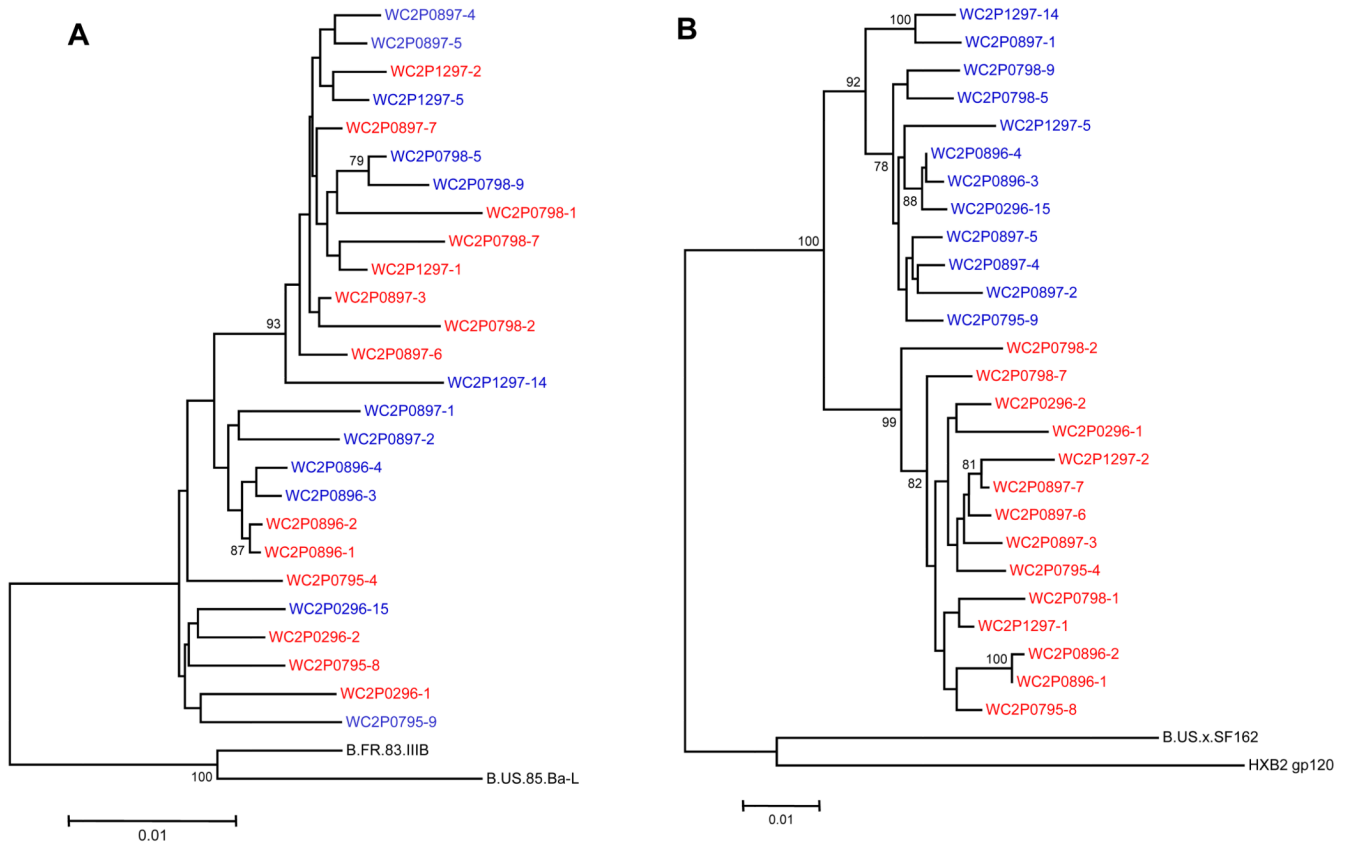 A
WC2P0897-4
WC2P0897-5
WC2P1297-2
WC2P1297-5
WC2P0897-7
79
WC2P0798-5
WC2P0798-9
WC2P0798-1
WC2P0798-7
WC2P1297-1
WC2P0897-3
93
WC2P0798-2
WC2P0897-6
WC2P1297-14
WC2P0897-1
WC2P0897-2
WC2P0896-4
WC2P0896-3
WC2P0896-2
87
WC2P0896-1
WC2P0795-4
WC2P0296-15
WC2P0296-2
WC2P0795-8
WC2P0296-1
WC2P0795-9
B.FR.83.IIIB
100
B.US.85.Ba-L
0.01
B
100
WC2P1297-14
WC2P0897-1
92
WC2P0798-9
WC2P0798-5
WC2P1297-5
78
WC2P0896-4
WC2P0896-3
88
WC2P0296-15
100
WC2P0897-5
WC2P0897-4
WC2P0897-2
WC2P0795-9
WC2P0798-2
WC2P0798-7
99
WC2P0296-2
WC2P0296-1
81
WC2P1297-2
82
WC2P0897-7
WC2P0897-6
WC2P0897-3
WC2P0795-4
WC2P0798-1
WC2P1297-1
100
WC2P0896-2
WC2P0896-1
WC2P0795-8
B.US.x.SF162
HXB2 gp120
0.01